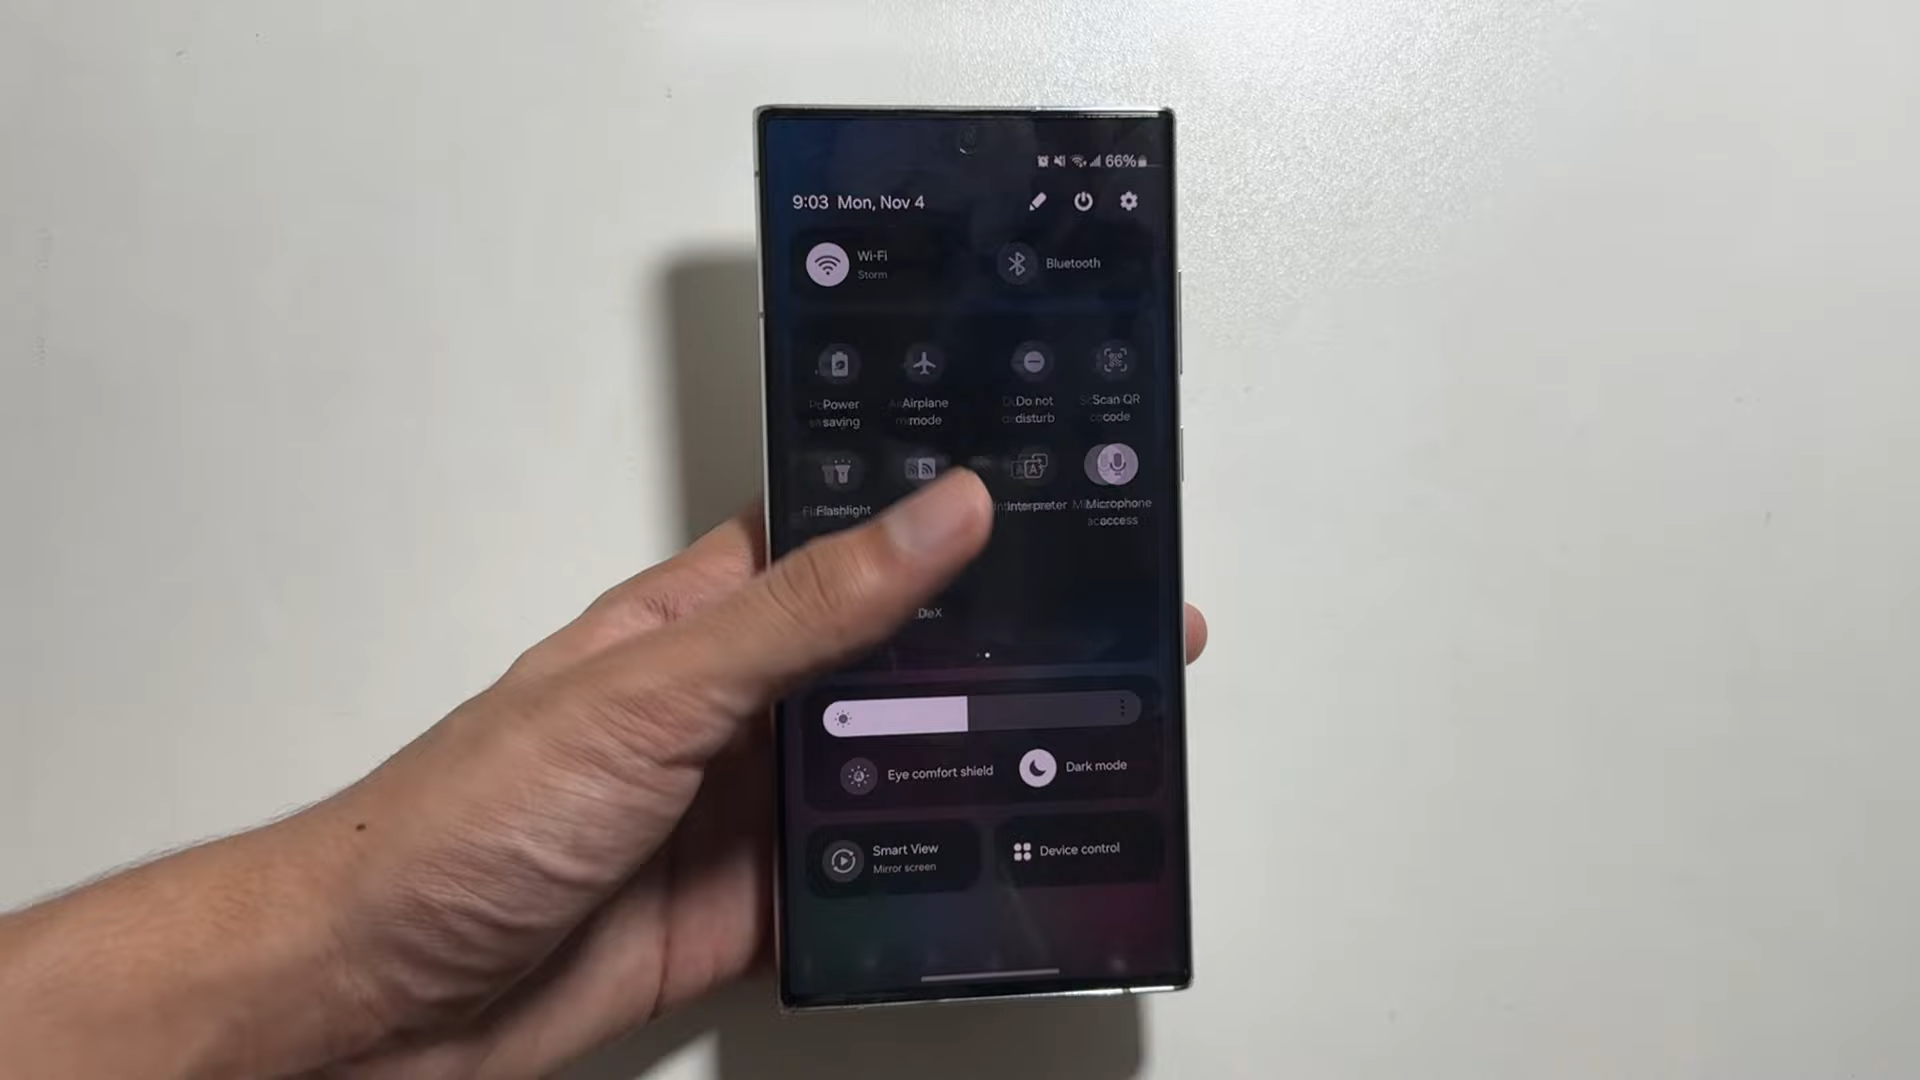 66%
9:03 Mon, Nov 4
Wi-Fi
Storm
Bluetooth
Power
saving
Airplane
mode
Do not
disturb
Scan QR
code
Flashlight
Interpreter
Microphone
access
DeX
Eye comfort shield
Dark mode
Smart View
Mirror screen
Device control